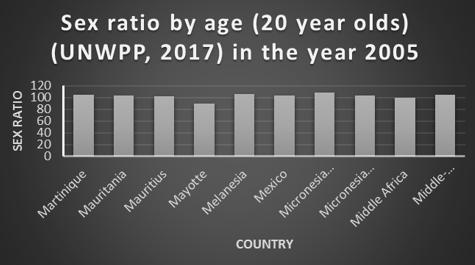 Sex ratio by age (20 year olds)
(UNWPP, 2017) in the year 2005
SEX RATIO
120
100
80
60
40
20
0
Martinique
Mauritania
Mauritius
Mayotte
Melanesia
Mexico
Micronesia...
Micronesia...
Middle Africa
Middle-...
COUNTRY